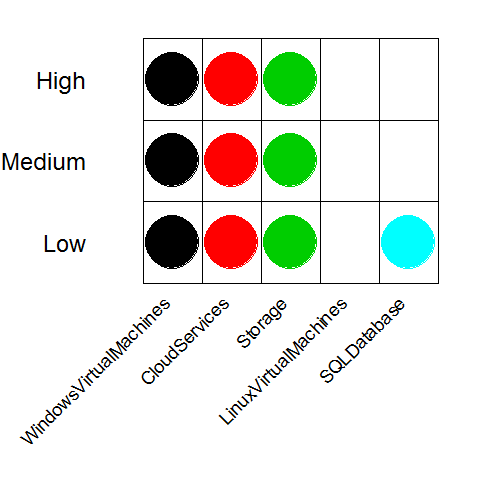 High
Medium
Low
WindowsVirtualMachines
CloudServices
Storage
LinuxVirtualMachines
SQLDatabase